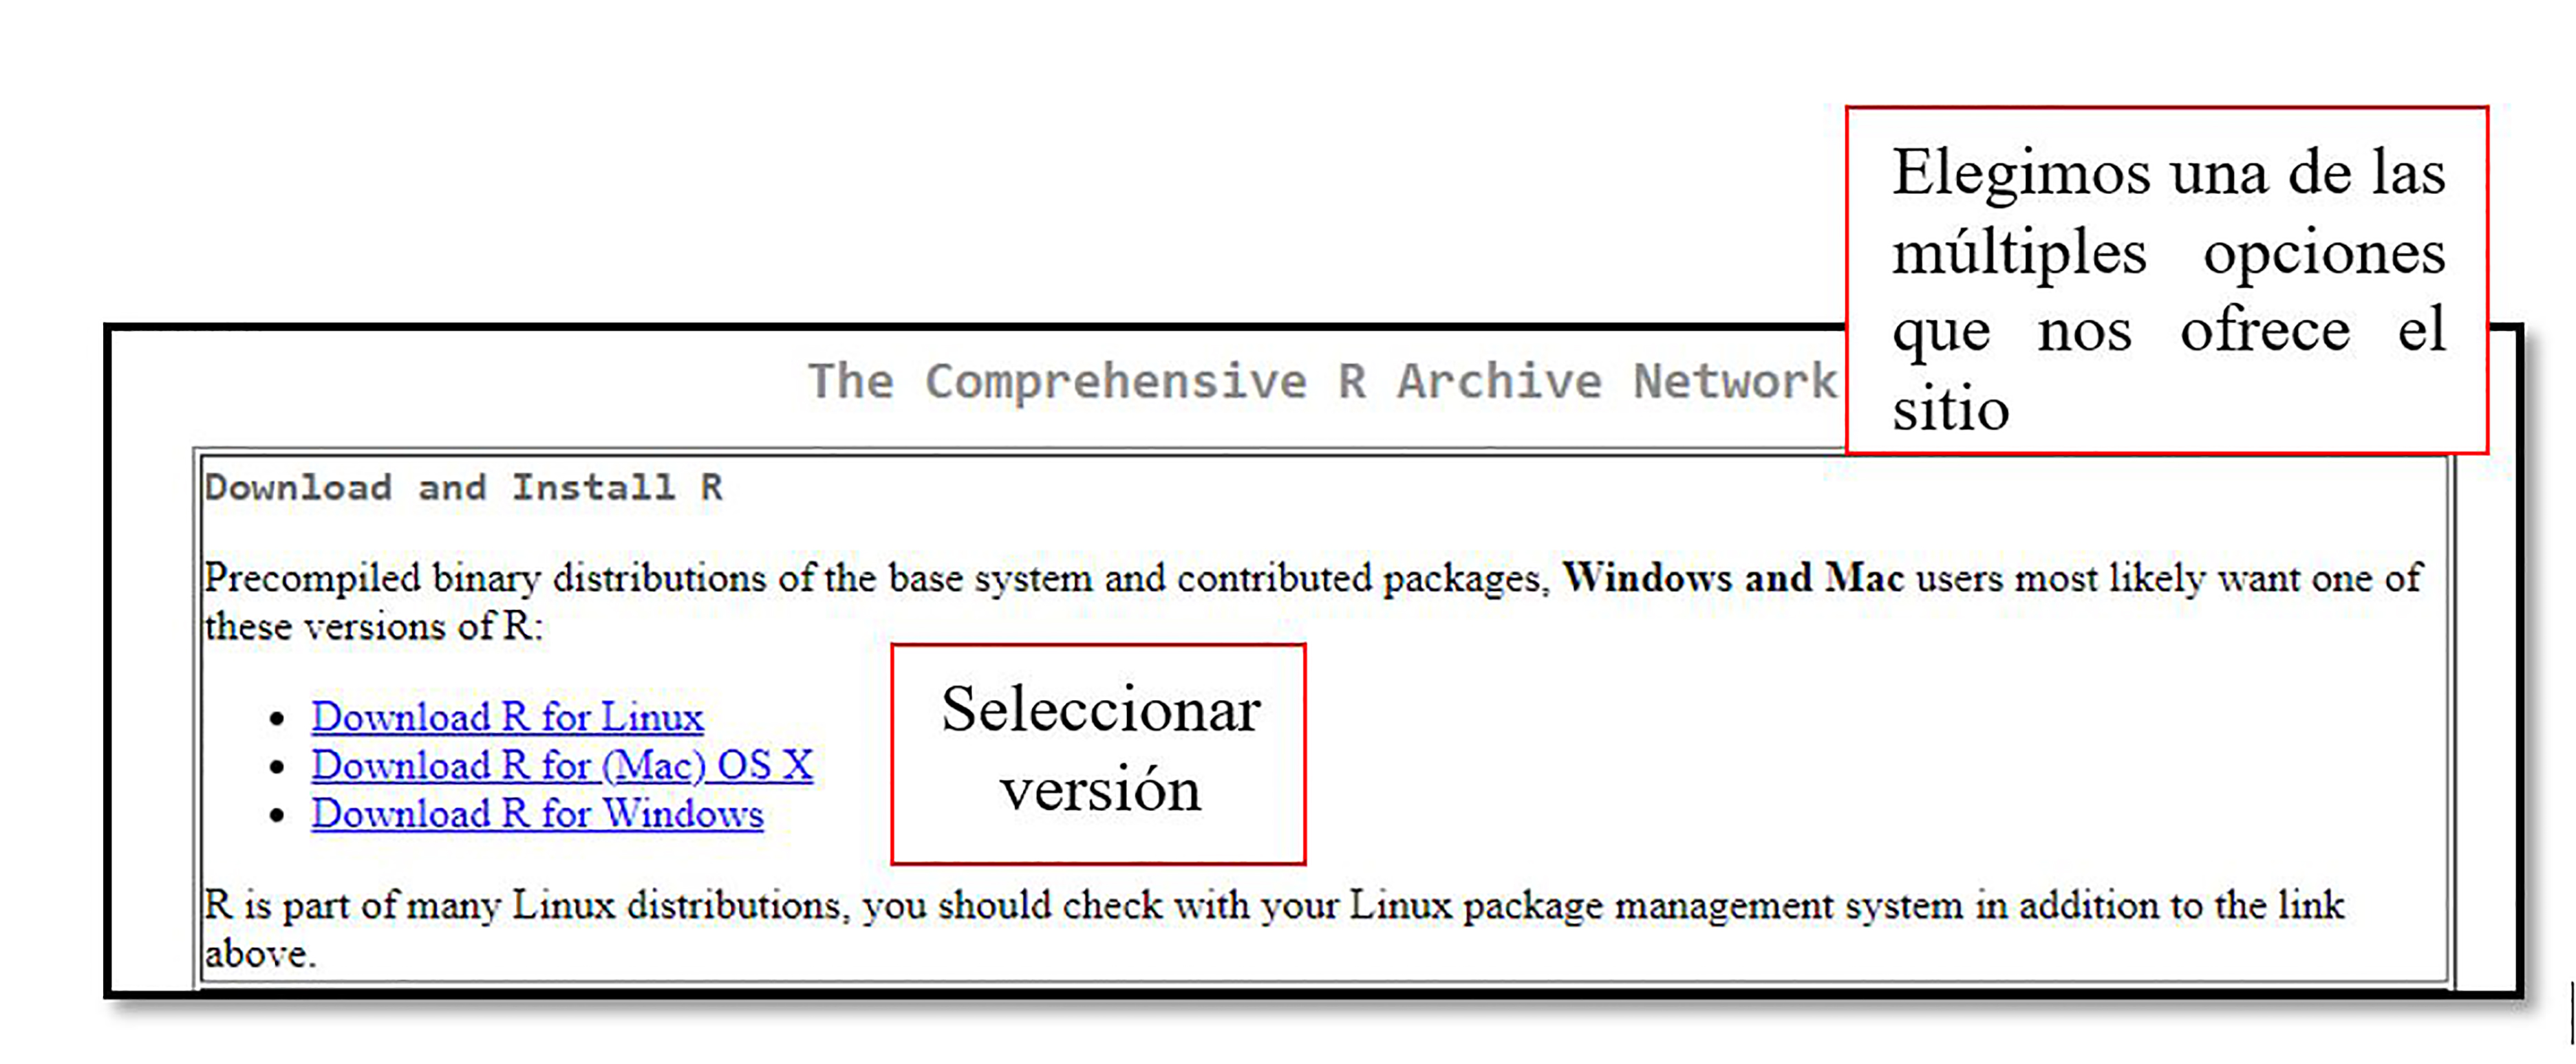 Elegimos una de las
múltiples opciones
que nos ofrece el
sitio
The Comprehensive R Archive Network
Download and Install R
Precompiled binary distributions of the base system and contributed packages, Windows and Mac users most likely want one of
these versions of R:
Download R for Linux
Download R for (Mac) OS X
Download R for Windows
Seleccionar
versión
R is part of many Linux distributions, you should check with your Linux package management system in addition to the link
above.